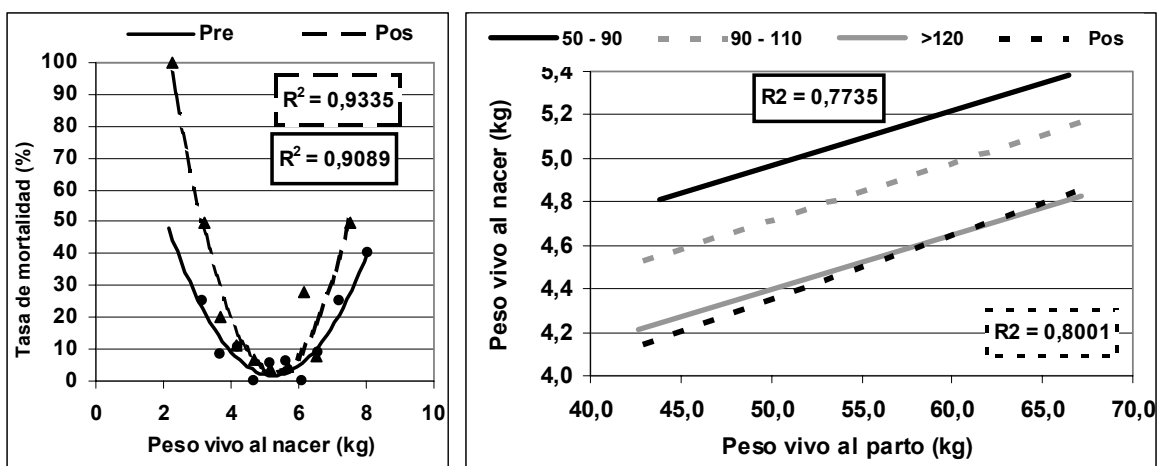 Pre Pos
100
90
80
70
60
50
40
30
20
10
0
Tasa de mortalidad (%)
R² = 0,9335
R² = 0,9089
0 2 4 6 8 10
Peso vivo al nacer (kg)
50 - 90 90 - 110 >120 Pos
5,4
5,2
5,0
4,8
4,6
4,4
4,2
4,0
Peso vivo al nacer (kg)
R2 = 0,7735
R2 = 0,8001
40,0 45,0 50,0 55,0 60,0 65,0 70,0
Peso vivo al parto (kg)